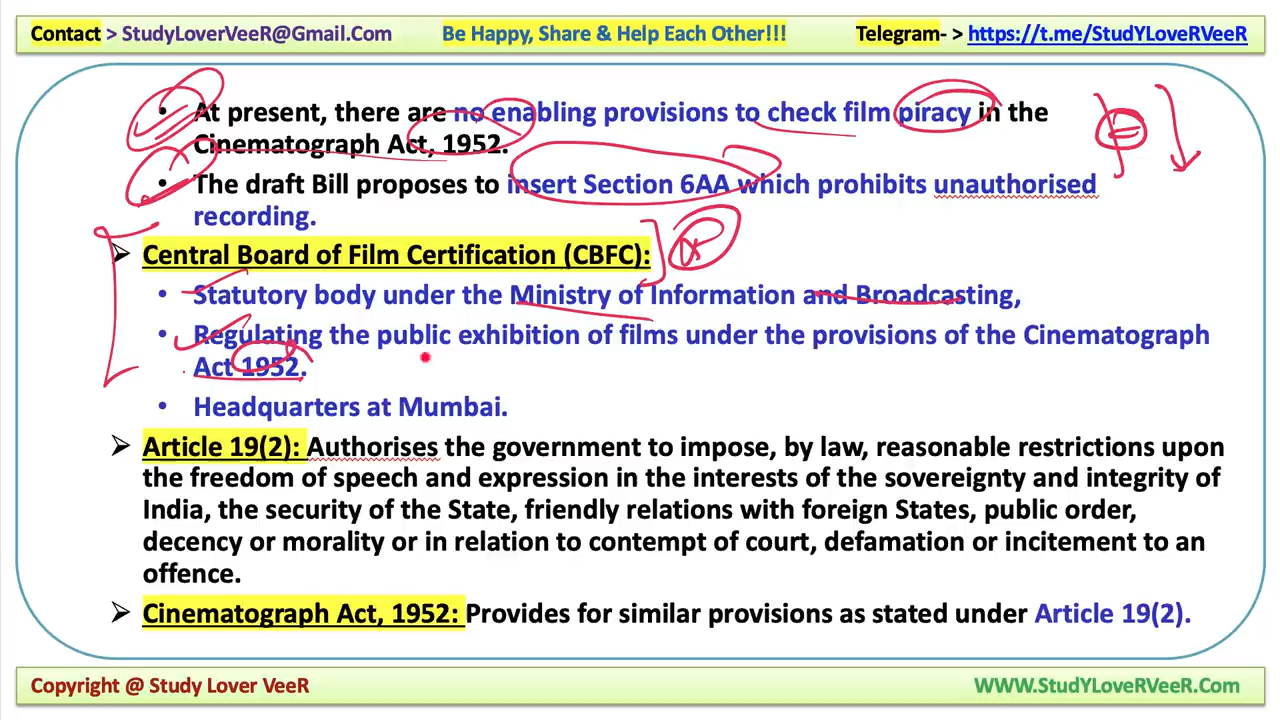 Contact > StudyLoverVeeR@Gmail.Com Be Happy, Share & Help Each Other!!! Telegram- > https://t.me/StudYLoveRVeeR
• At present, there are no enabling provisions to check film piracy in the
Cinematograph Act, 1952.
• The draft Bill proposes to insert Section 6AA which prohibits unauthorised
recording.
➢ Central Board of Film Certification (CBFC):
• Statutory body under the Ministry of Information and Broadcasting,
• Regulating the public exhibition of films under the provisions of the Cinematograph
Act 1952.
• Headquarters at Mumbai.
➢ Article 19(2): Authorises the government to impose, by law, reasonable restrictions upon
the freedom of speech and expression in the interests of the sovereignty and integrity of
India, the security of the State, friendly relations with foreign States, public order,
decency or morality or in relation to contempt of court, defamation or incitement to an
offence.
➢ Cinematograph Act, 1952: Provides for similar provisions as stated under Article 19(2).
Copyright @ Study Lover VeeR WWW.StudYLoveRVeeR.Com